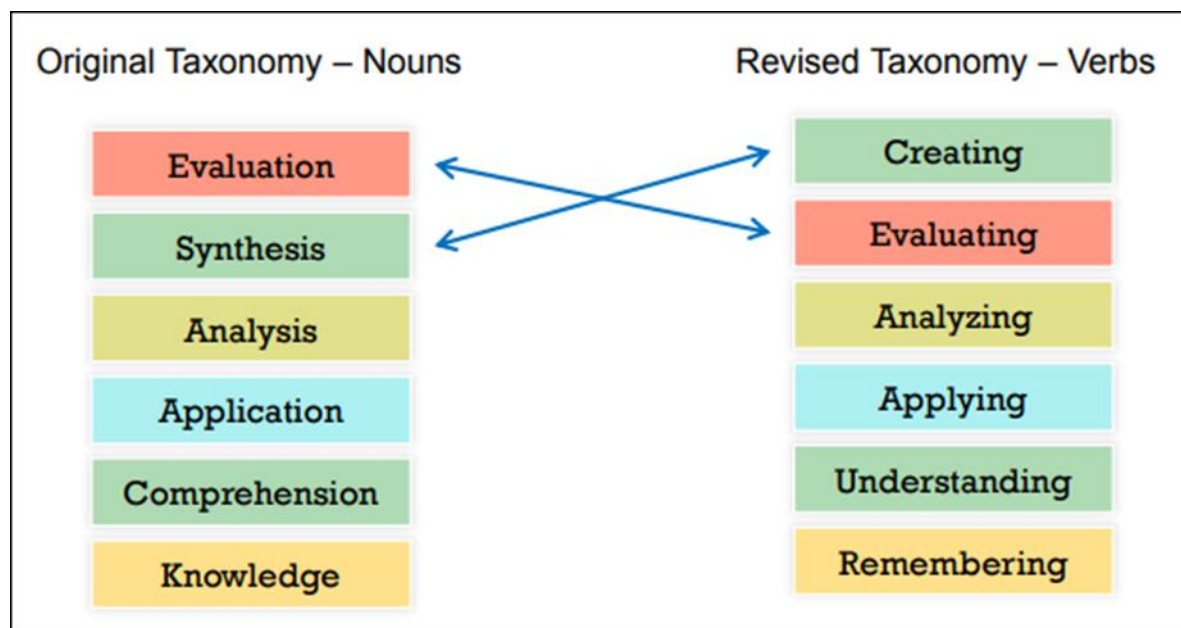 Original Taxonomy – Nouns
Evaluation
Synthesis
Analysis
Application
Comprehension
Knowledge
Revised Taxonomy – Verbs
Creating
Evaluating
Analyzing
Applying
Understanding
Remembering